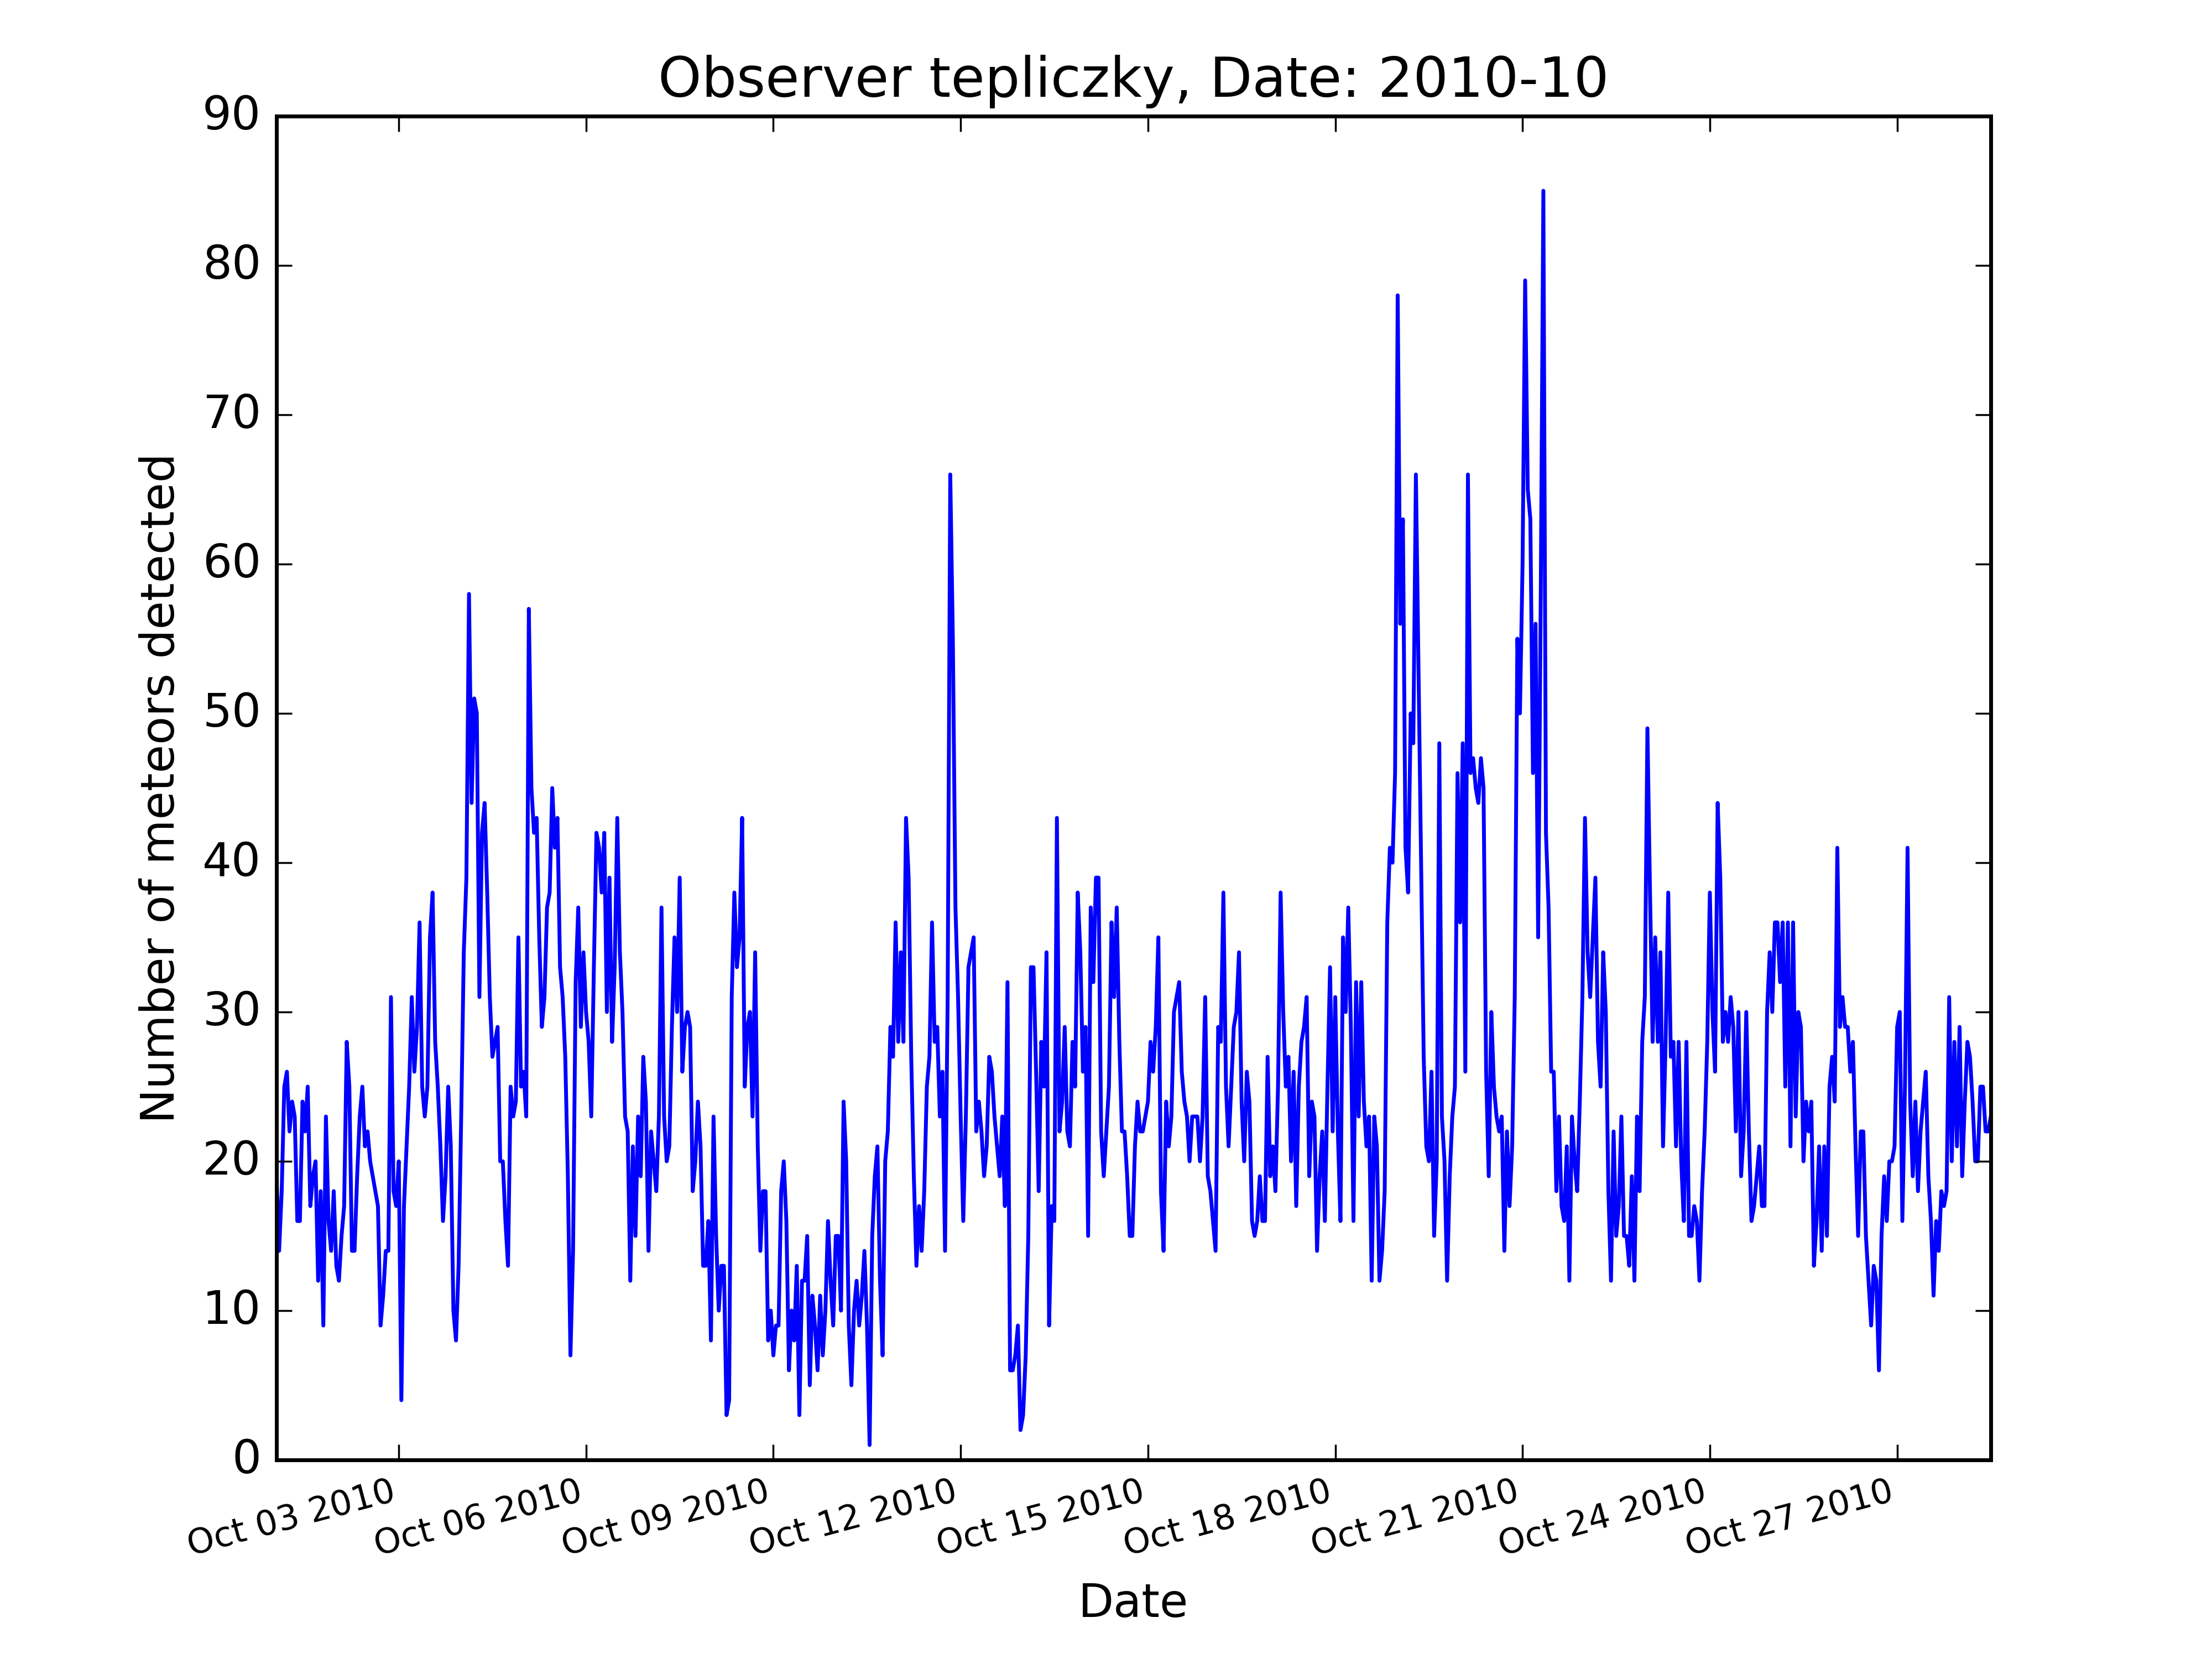 Observer tepliczky, Date: 2010-10
90
80
70
60
50
40
30
20
10
0
Number of meteors detected
Oct 03 2010
Oct 06 2010
Oct 09 2010
Oct 12 2010
Oct 15 2010
Oct 18 2010
Oct 21 2010
Oct 24 2010
Oct 27 2010
Date